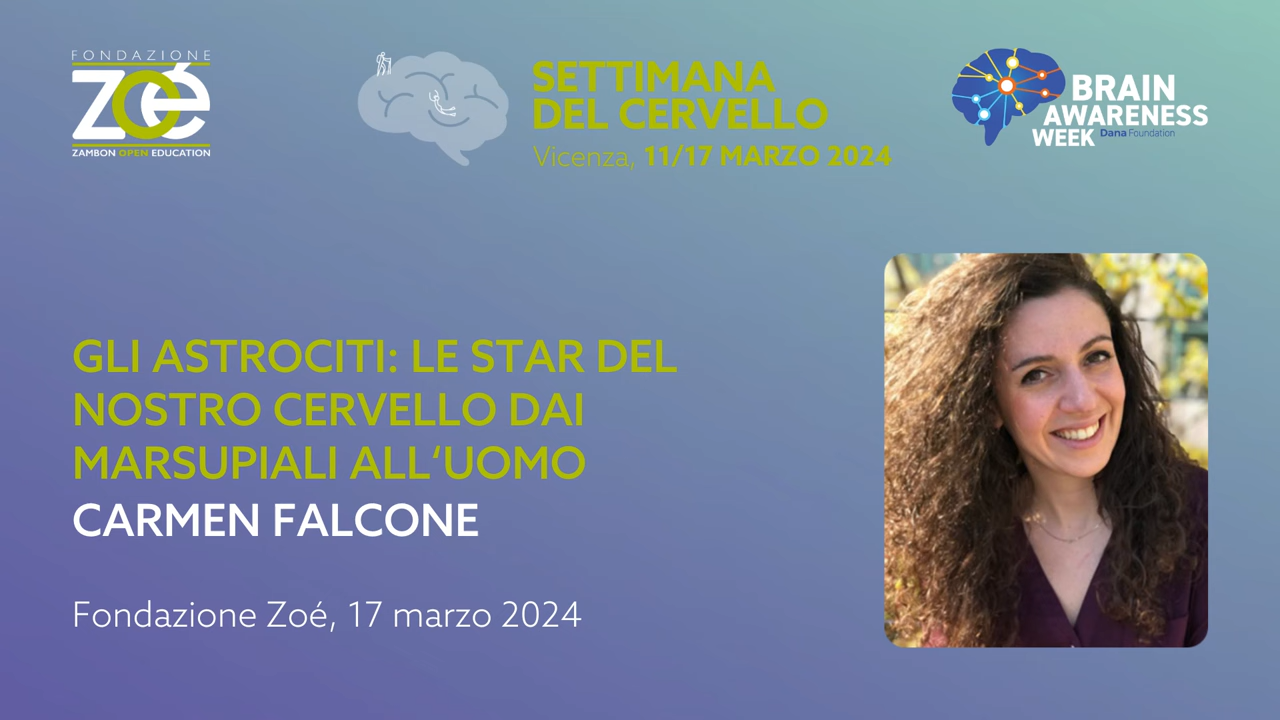 FONDAZIONE
zoé
ZAMBON OPEN EDUCATION
SETTIMANA
DEL CERVELLO
Vicenza, 11/17 MARZO 2024
BRAIN
AWARENESS
WEEK Dana Foundation
GLI ASTROCITI: LE STAR DEL
NOSTRO CERVELLO DAI
MARSUPIALI ALL‘UOMO
CARMEN FALCONE
Fondazione Zoé, 17 marzo 2024